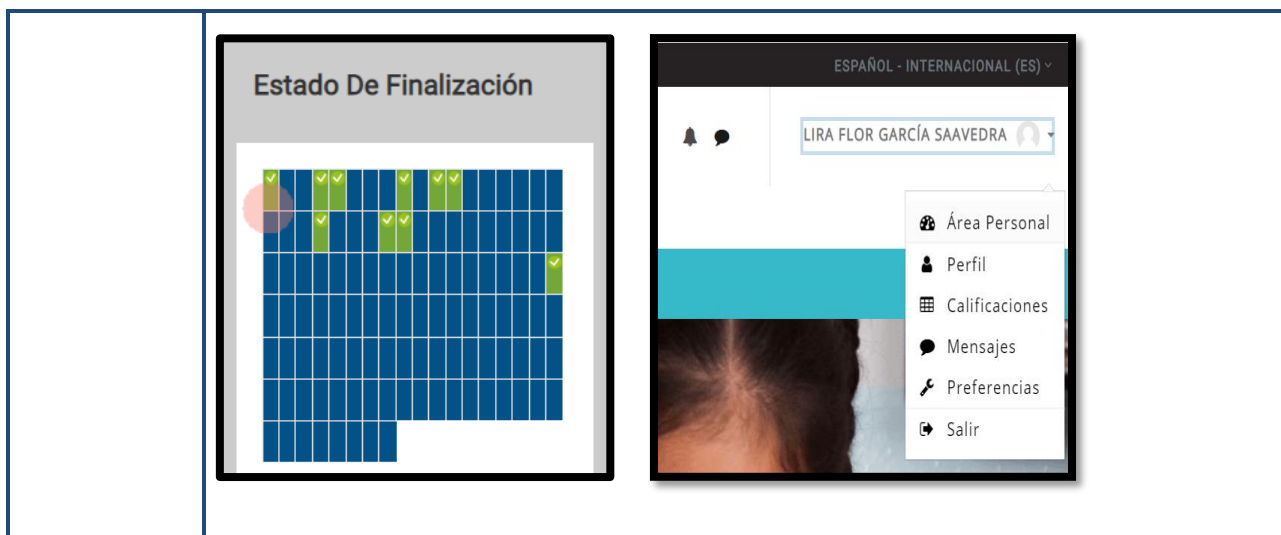 Estado De Finalización
ESPAÑOL - INTERNACIONAL (ES)
LIRA FLOR GARCÍA SAAVEDRA
Área Personal
Perfil
Calificaciones
Mensajes
Preferencias
Salir